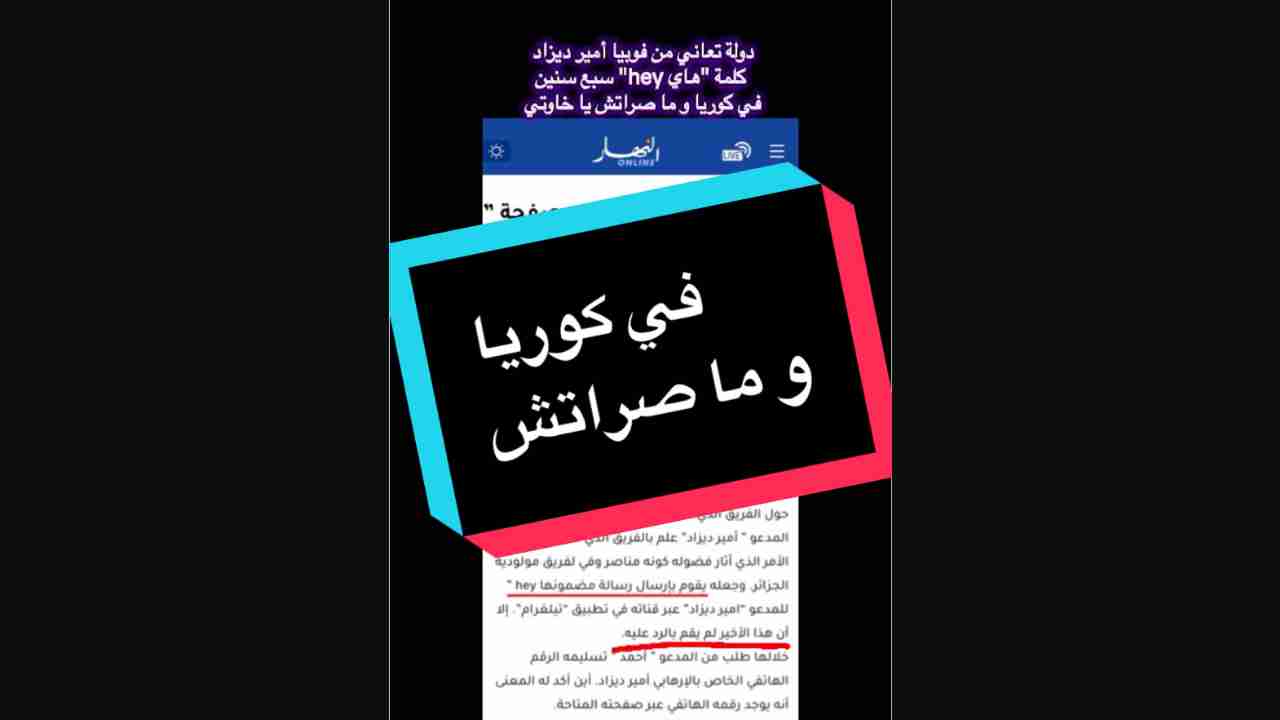 دولة تعاني من فوبيا أمير ديزاد
كلمة "هاي hey" سبع سنين
في كوريا و ما صراتش يا خاوتي
النهار
ONLINE
LIVE
صفحة "
في كوريا
و ما صراتش
حول الفريق الذي
المدعو " أمير ديزاد" علم بالفريق الذي
الأمر الذي أثار فضوله كونه مناصر وفي لفريق مولودية
الجزائر. وجعله يقوم بإرسال رسالة مضمونها hey "
للمدعو "امير ديزاد" عبر قناته في تطبيق "تيلغرام". إلا
أن هذا الأخير لم يقم بالرد عليه.
خلالها طلب من المدعو " أحمد " تسليمه الرقم
الهاتفي الخاص بالإرهابي أمير ديزاد. أين أكد له المعنى
أنه يوجد رقمه الهاتفي عبر صفحته المتاحة.